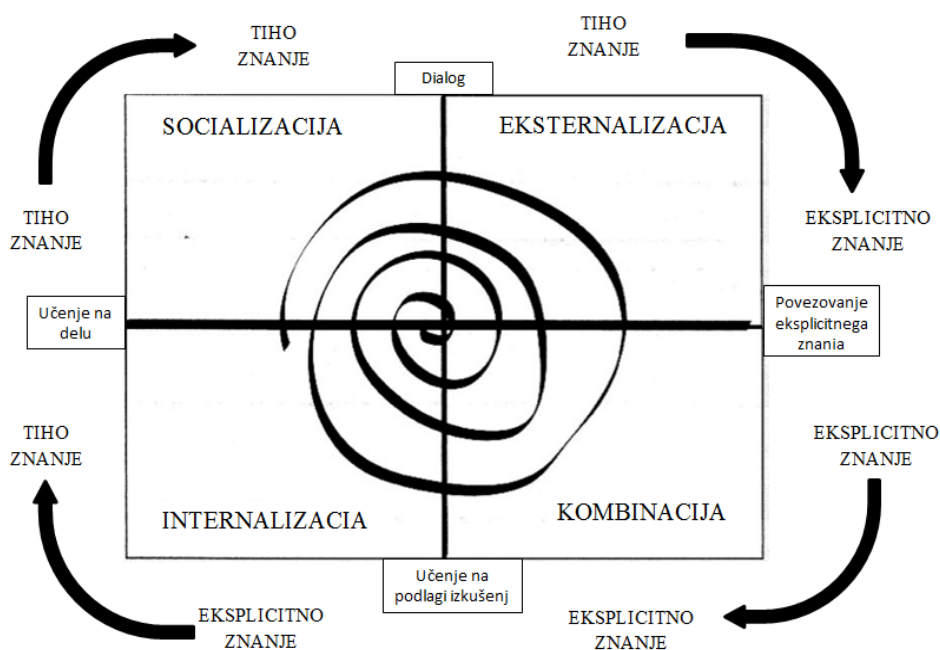 TIHO
ZNANJE
TIHO
ZNANJE
Dialog
SOCIALIZACIJA
EKSTERNALIZACJA
TIHO
ZNANJE
EKSPLICITNO
ZNANJE
Učenje na
delu
Povezovanje
eksplicitnega
znania
TIHO
ZNANJE
EKSPLICITNO
ZNANJE
INTERNALIZACIA
KOMBINACIJA
Učenje na
podlagi izkušenj
EKSPLICITNO
ZNANJE
EKSPLICITNO
ZNANJE